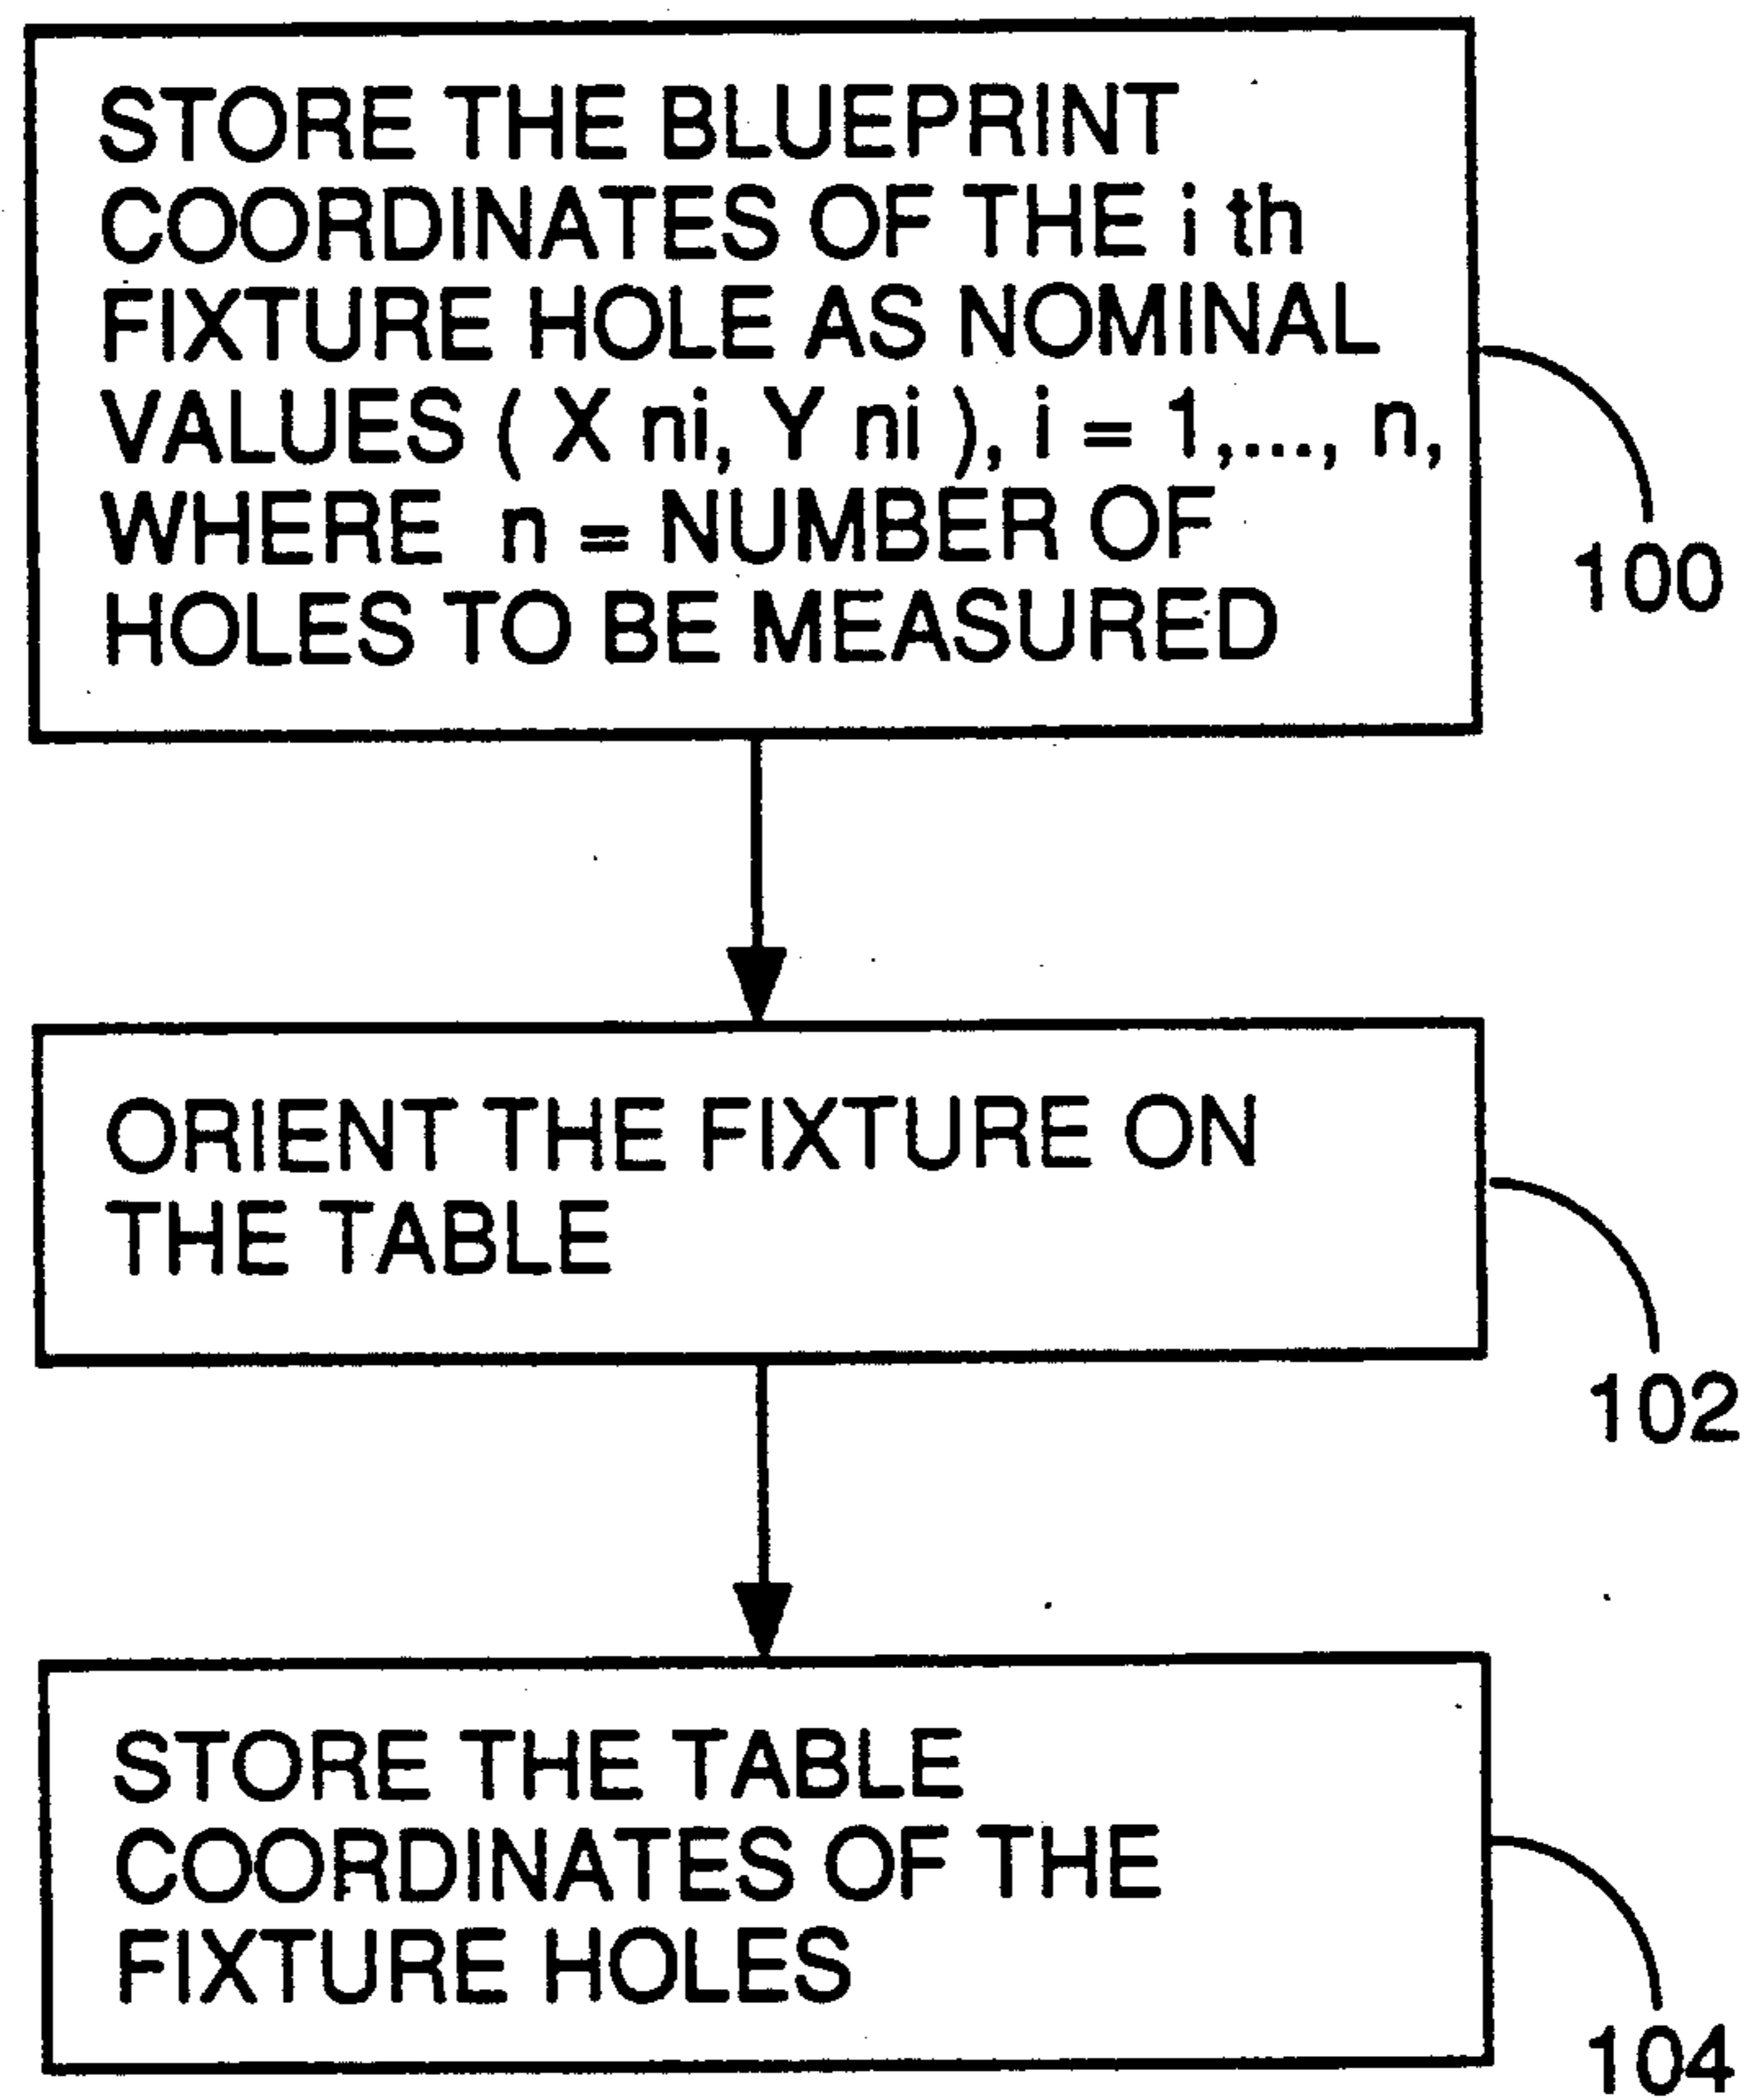 STORE THE BLUEPRINT
COORDINATES OF THE i th
FIXTURE HOLE AS NOMINAL
VALUES ( X ni, Y ni ), i = 1,..., n,
WHERE n = NUMBER OF
HOLES TO BE MEASURED
100
ORIENT THE FIXTURE ON
THE TABLE
102
STORE THE TABLE
COORDINATES OF THE
FIXTURE HOLES
104